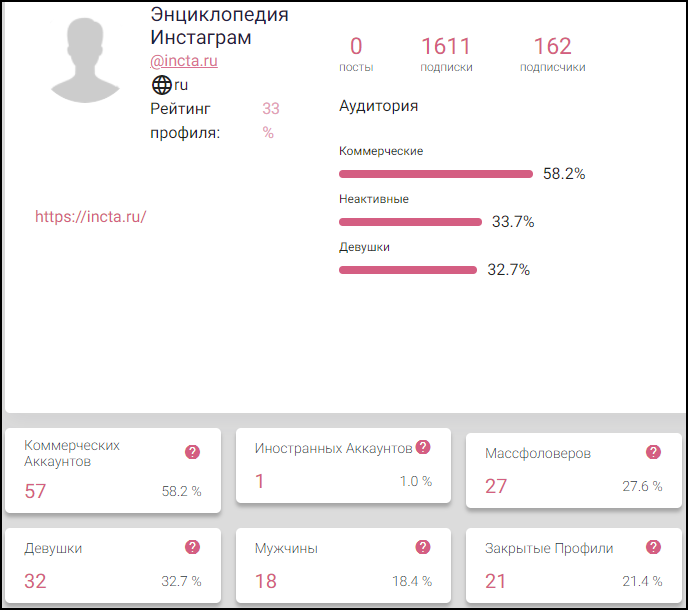 Энциклопедия
Инстаграм
@incta.ru
ru
Рейтинг 33
профиля: %
https://incta.ru/
0 1611 162
посты подписки подписчики
Аудитория
Коммерческие
58.2%
Неактивные
33.7%
Девушки
32.7%
Коммерческих
Аккаунтов ?
57 58.2 %
Иностранных Аккаунтов ?
1 1.0 %
Массфоловеров ?
27 27.6 %
Девушки ?
32 32.7 %
Мужчины ?
18 18.4 %
Закрытые Профили ?
21 21.4 %